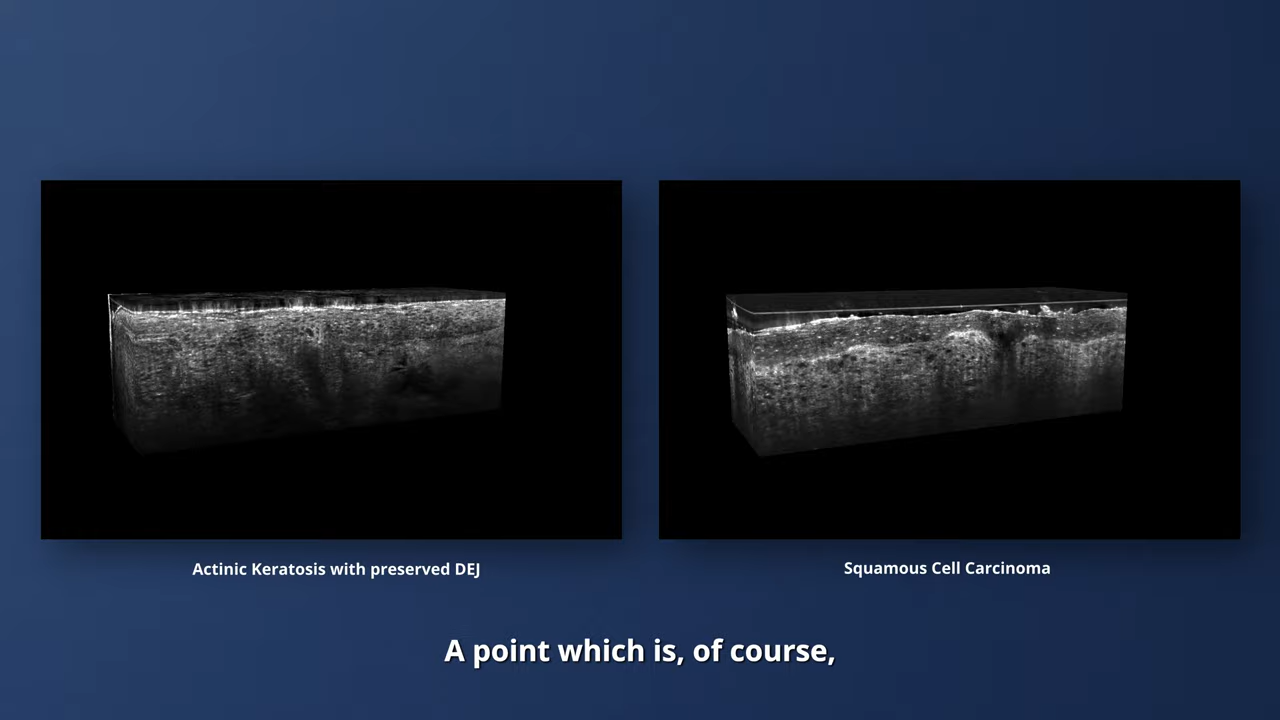 Actinic Keratosis with preserved DEJ
Squamous Cell Carcinoma
A point which is, of course,